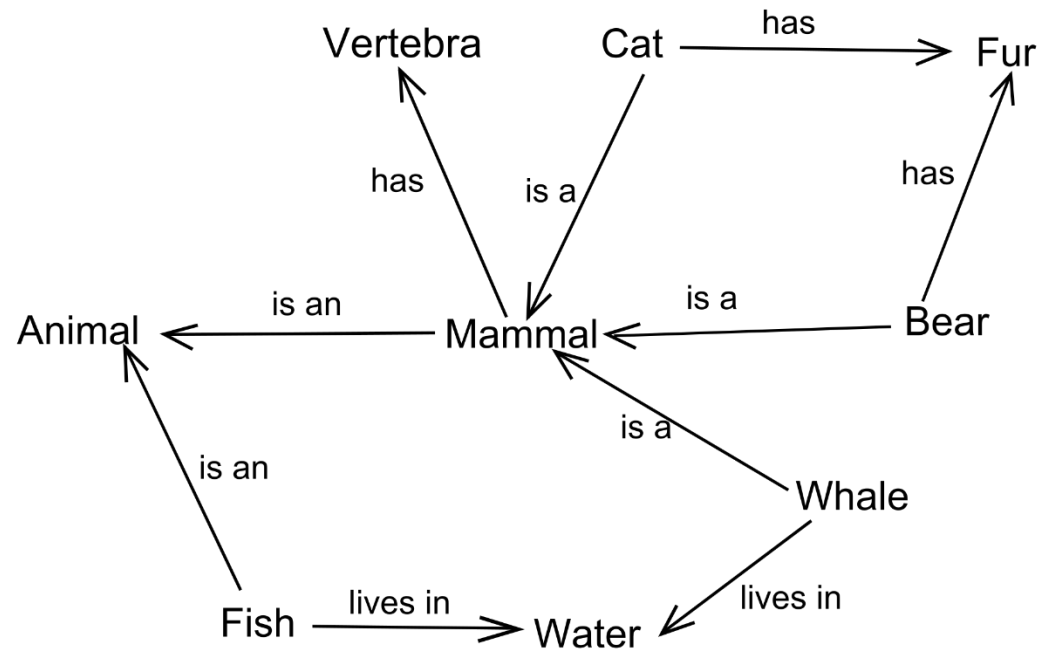 Vertebra
Cat
has
Fur
has
is a
has
Animal
is an
Mammal
is a
Bear
is a
is an
Whale
Fish
lives in
Water
lives in